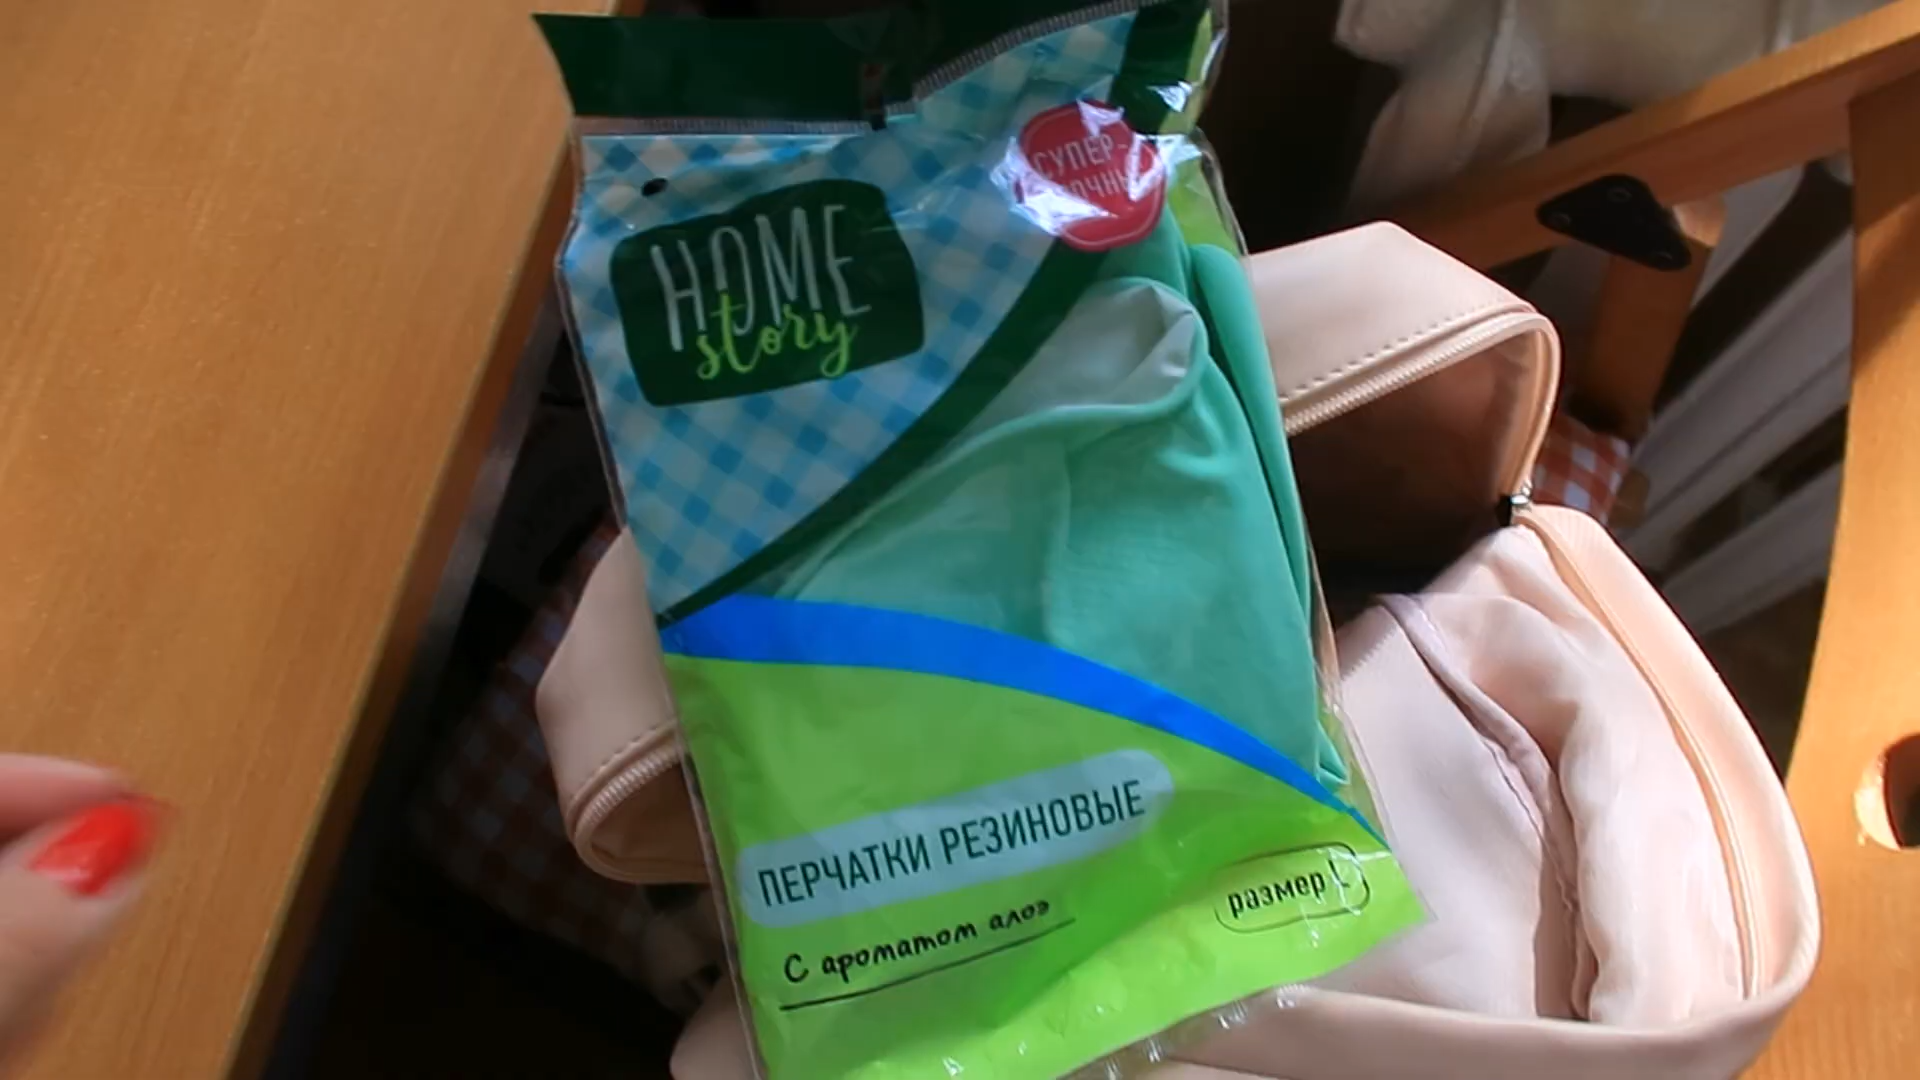 СУПЕР-
HOME
story
ПЕРЧАТКИ РЕЗИНОВЫЕ
С ароматом алоэ
размер L